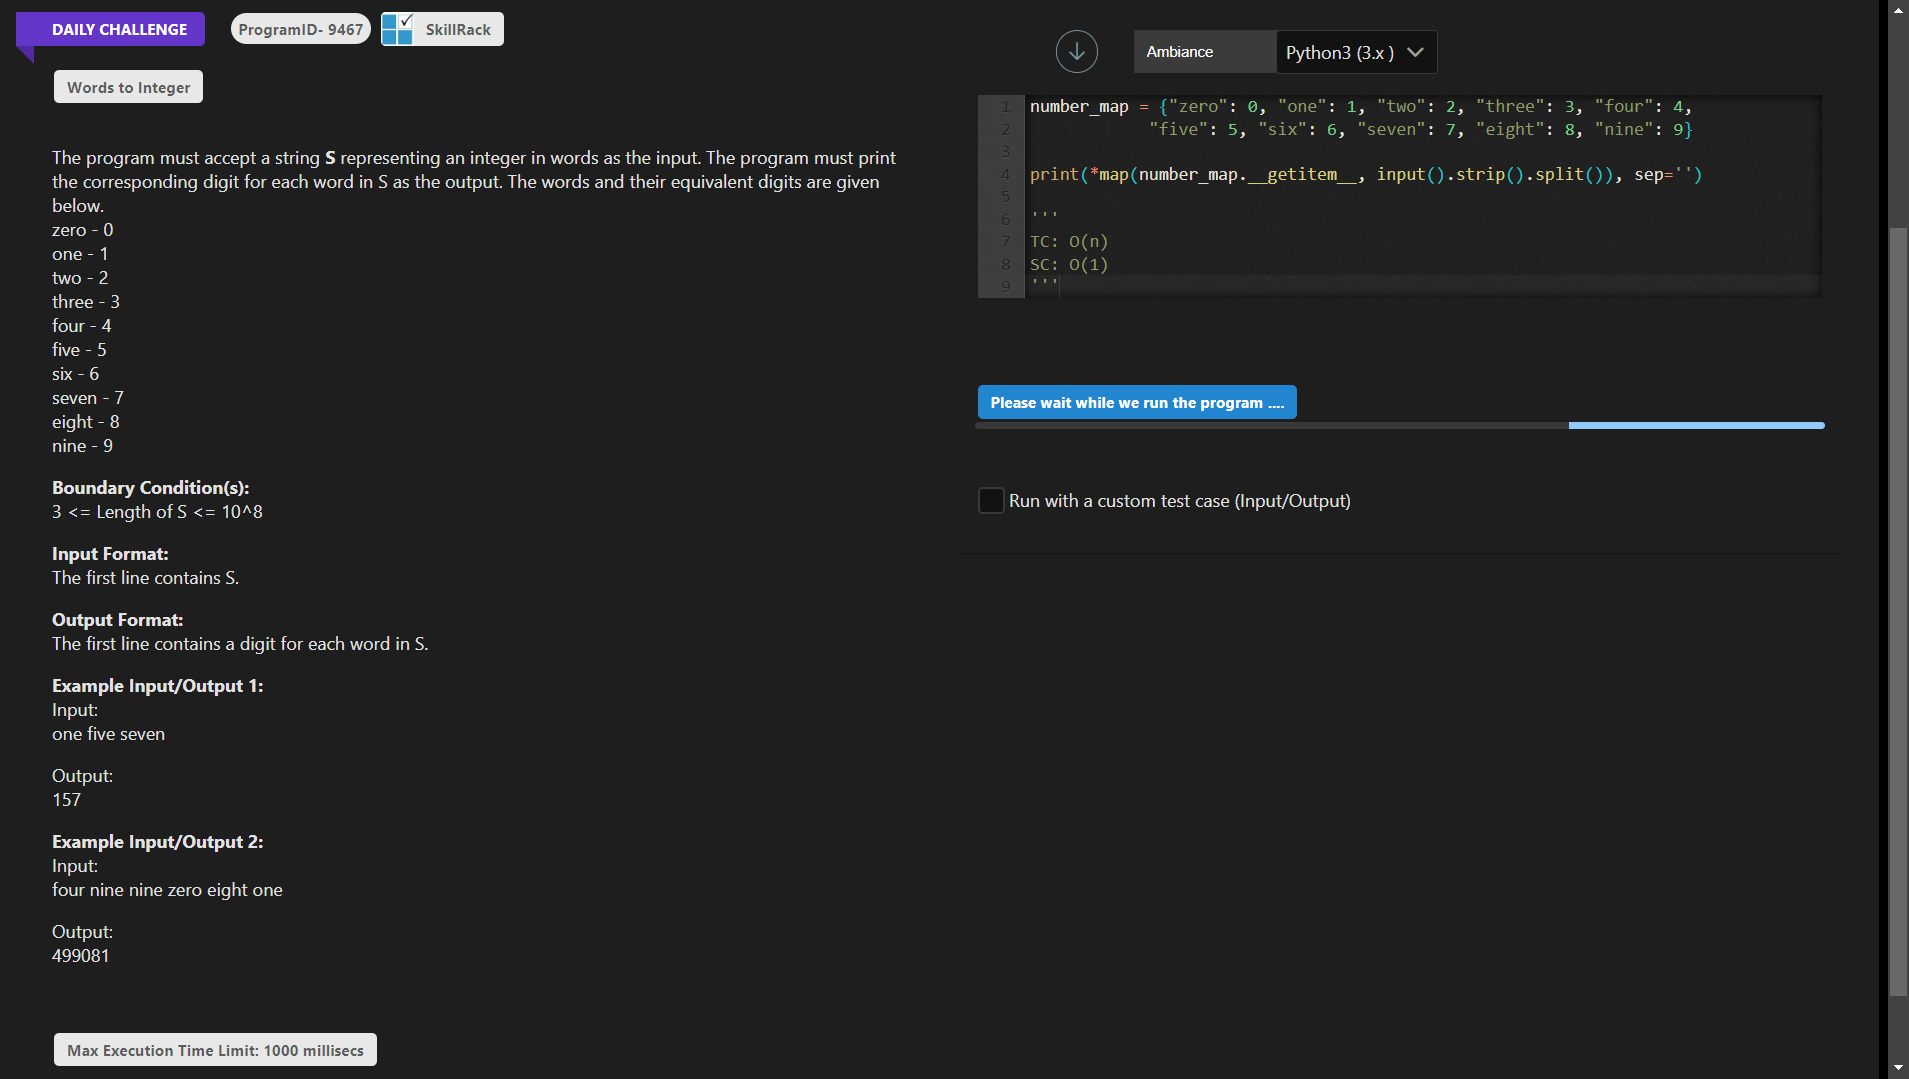 DAILY CHALLENGE
ProgramID- 9467
SkillRack
Words to Integer
The program must accept a string S representing an integer in words as the input. The program must print
the corresponding digit for each word in S as the output. The words and their equivalent digits are given
below.
zero - 0
one - 1
two - 2
three - 3
four - 4
five - 5
six - 6
seven - 7
eight - 8
nine - 9
Boundary Condition(s):
3 <= Length of S <= 10^8
Input Format:
The first line contains S.
Output Format:
The first line contains a digit for each word in S.
Example Input/Output 1:
Input:
one five seven
Output:
157
Example Input/Output 2:
Input:
four nine nine zero eight one
Output:
499081
Max Execution Time Limit: 1000 millisecs
Ambiance
Python3 (3.x )
1 number_map = {"zero": 0, "one": 1, "two": 2, "three": 3, "four": 4,
2 "five": 5, "six": 6, "seven": 7, "eight": 8, "nine": 9}
3
4 print(*map(number_map.__getitem__, input().strip().split()), sep='')
5
6 '''
7 TC: O(n)
8 SC: O(1)
9 '''
Please wait while we run the program ....
Run with a custom test case (Input/Output)